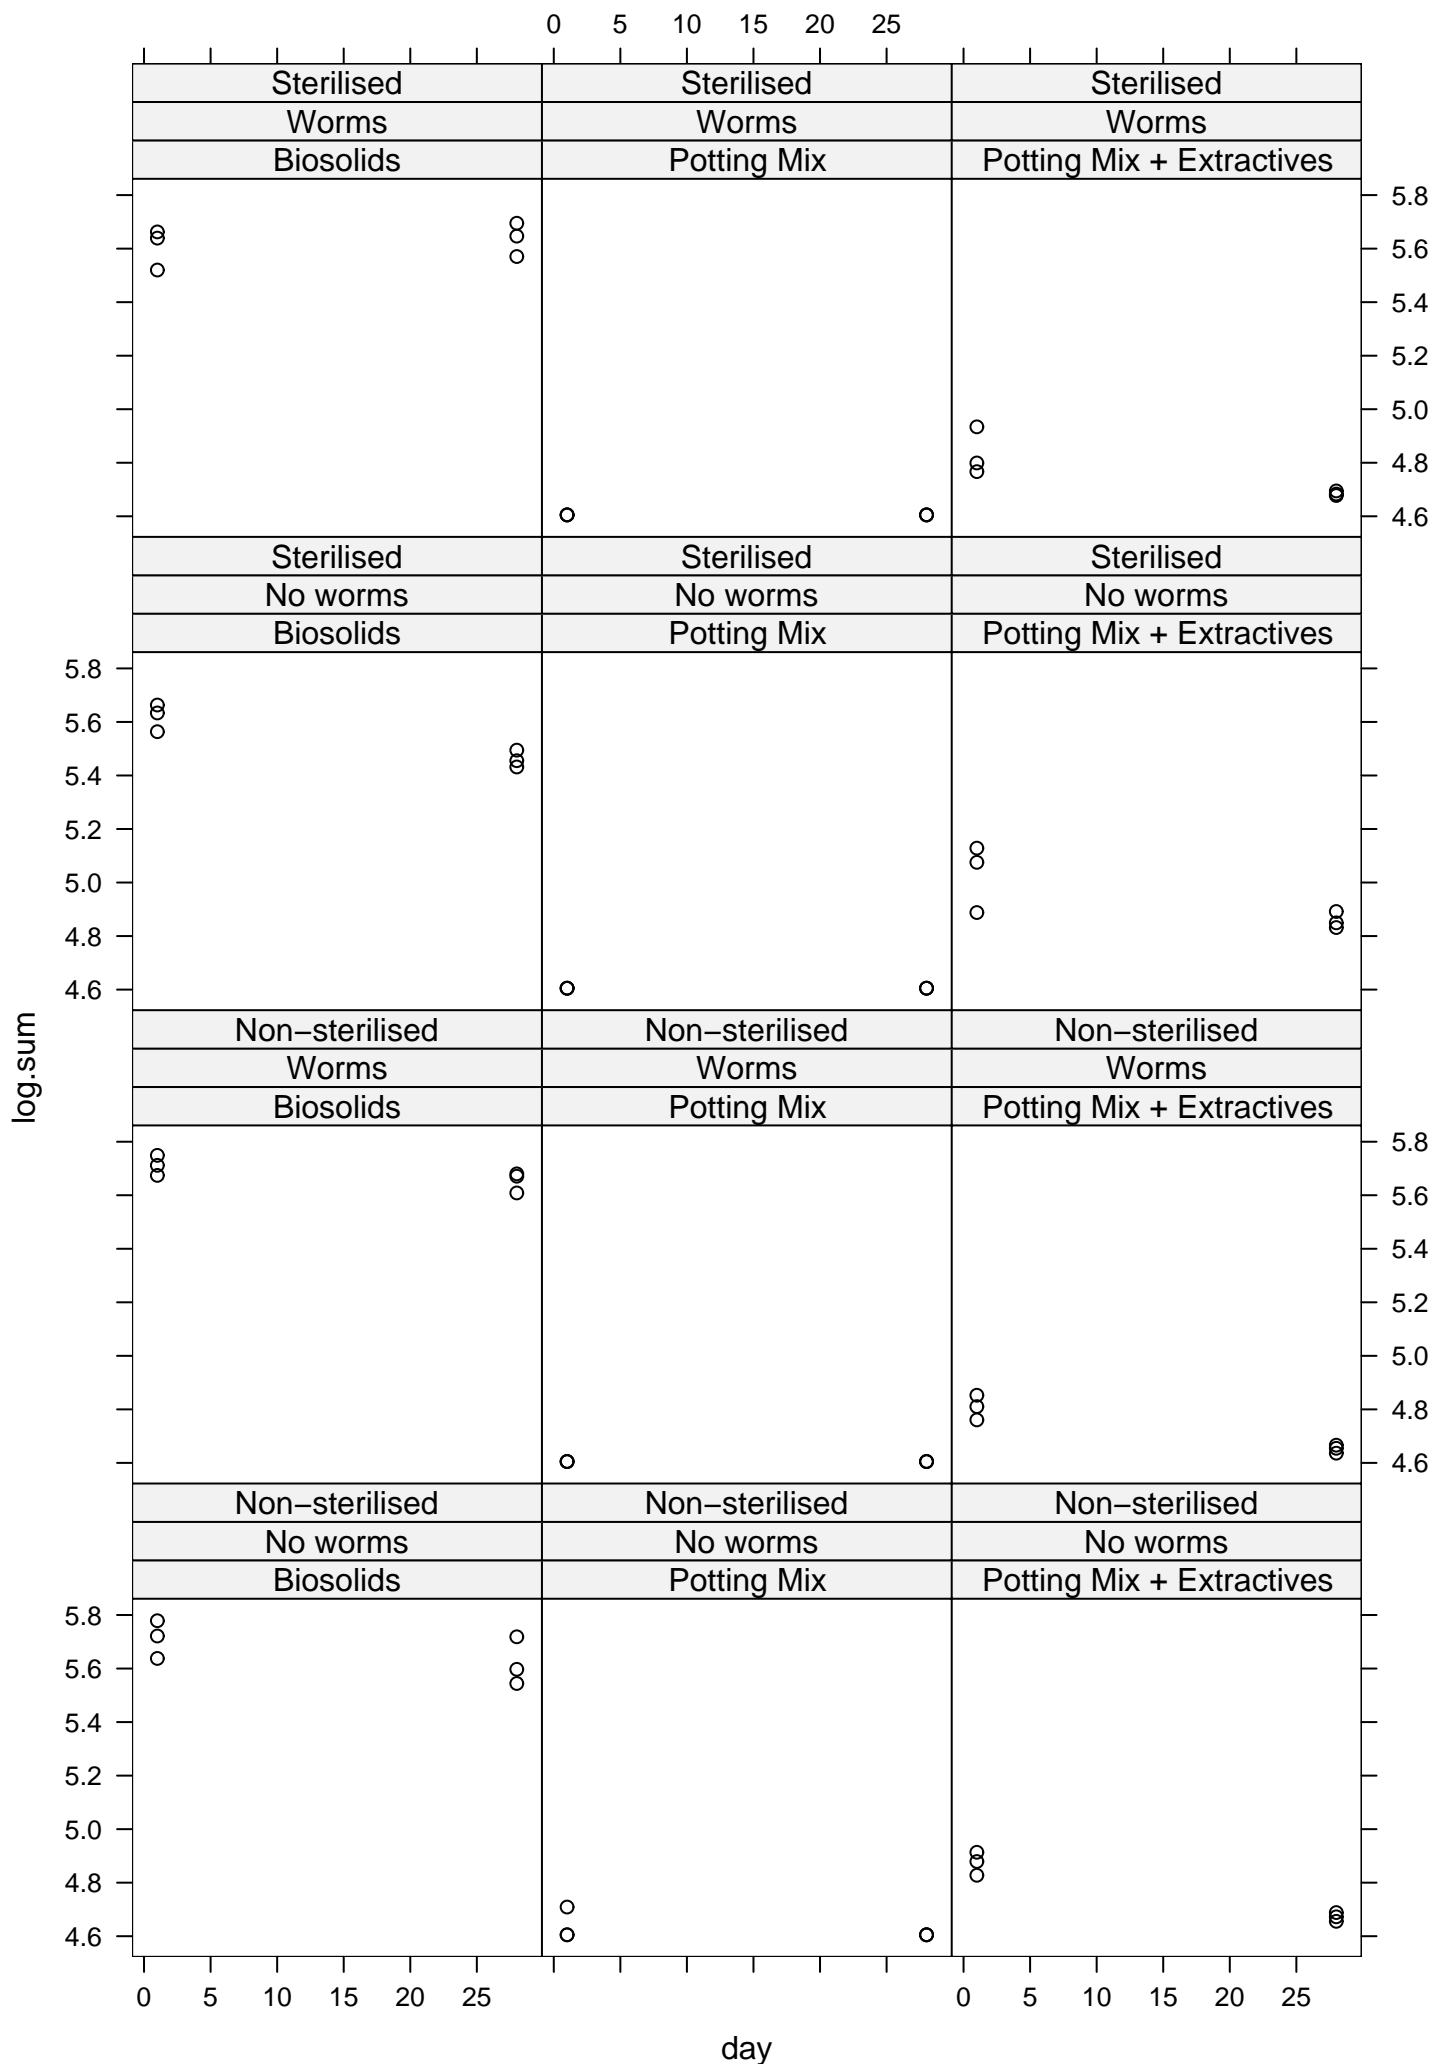 0 5 10 15 20 25
Sterilised Sterilised Sterilised
Worms Worms Worms
Biosolids Potting Mix Potting Mix + Extractives
5.8
5.6
5.4
5.2
5.0
4.8
4.6
Sterilised Sterilised Sterilised
No worms No worms No worms
Biosolids Potting Mix Potting Mix + Extractives
5.8
5.6
5.4
5.2
5.0
4.8
4.6
Non−sterilised Non−sterilised Non−sterilised
Worms Worms Worms
Biosolids Potting Mix Potting Mix + Extractives
log.sum
5.8
5.6
5.4
5.2
5.0
4.8
4.6
Non−sterilised Non−sterilised Non−sterilised
No worms No worms No worms
Biosolids Potting Mix Potting Mix + Extractives
5.8
5.6
5.4
5.2
5.0
4.8
4.6
0 5 10 15 20 25 0 5 10 15 20 25
day